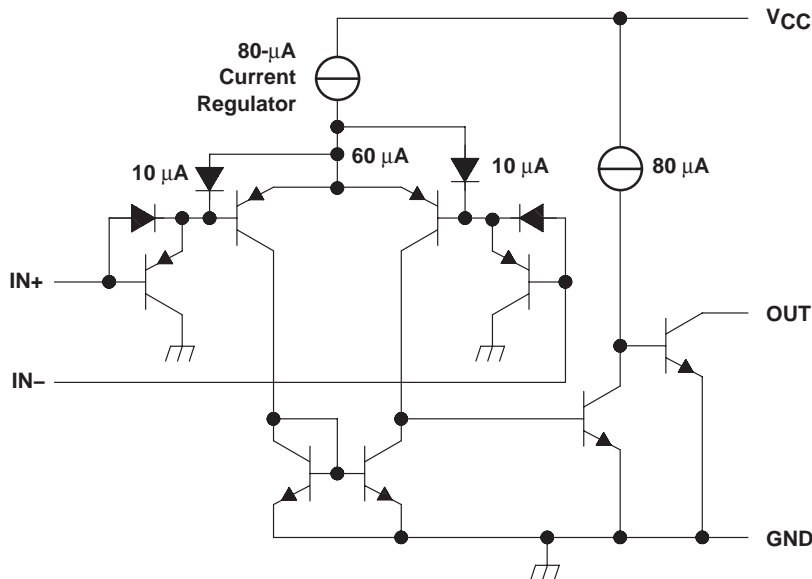 VCC
80-μA
Current
Regulator
60 μA
10 μA
10 μA
80 μA
IN+
OUT
IN−
GND